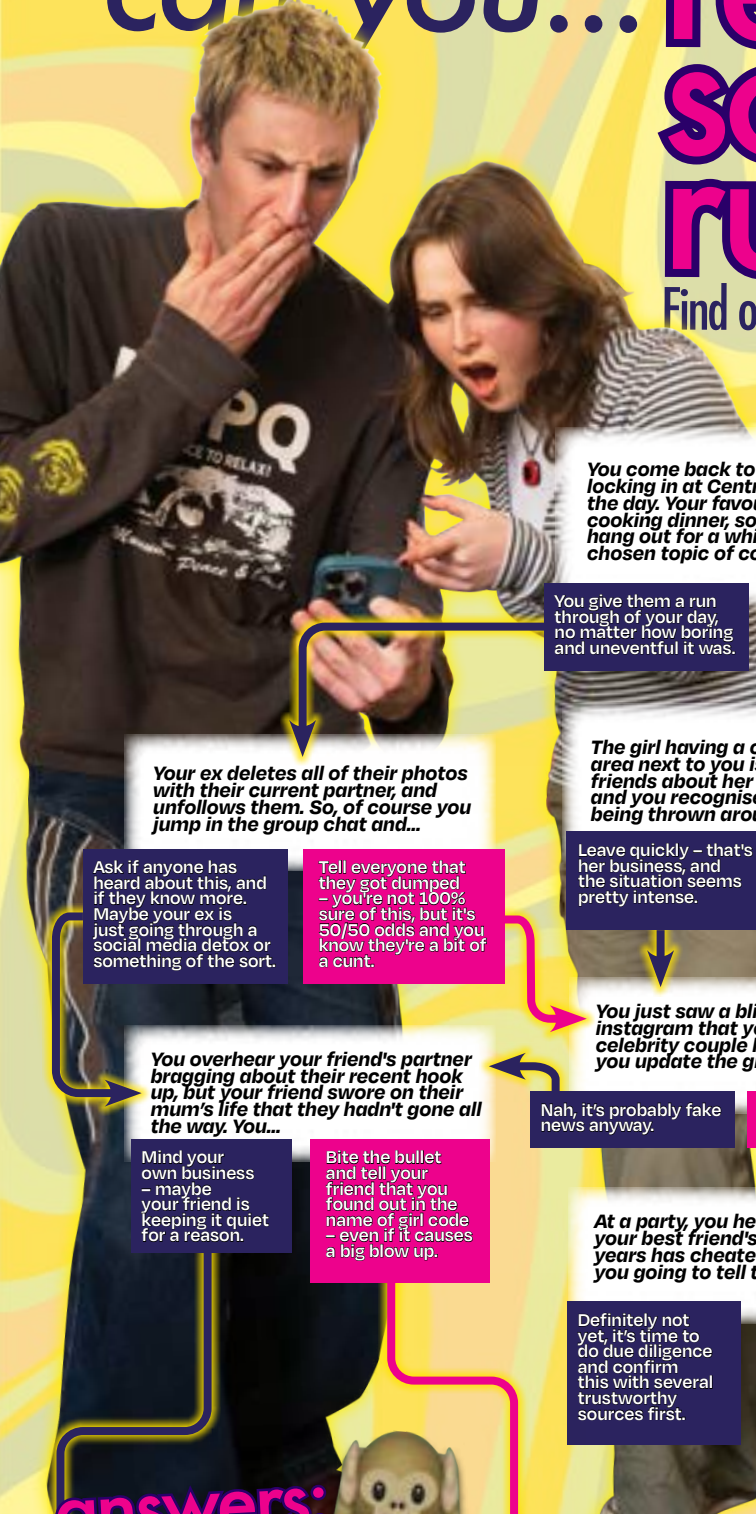 can you...
Find o
PQ
CE TO RELAX!
Peace &
You come back to
locking in at Centr
the day. Your favou
cooking dinner, so
hang out for a whi
chosen topic of co
You give them a run
through of your day,
no matter how boring
and uneventful it was.
Your ex deletes all of their photos
with their current partner, and
unfollows them. So, of course you
jump in the group chat and...
Ask if anyone has
heard about this, and
if they know more.
Maybe your ex is
just going through a
social media detox or
something of the sort.
Tell everyone that
they got dumped
– you're not 100%
sure of this, but it's
50/50 odds and you
know they're a bit of
a cunt.
The girl having a c
area next to you is
friends about her
and you recognise
being thrown arou
Leave quickly – that's
her business, and
the situation seems
pretty intense.
You just saw a bli
instagram that yo
celebrity couple h
you update the g
You overhear your friend's partner
bragging about their recent hook
up, but your friend swore on their
mum's life that they hadn't gone all
the way. You...
Nah, it's probably fake
news anyway.
Mind your
own business
– maybe
your friend is
keeping it quiet
for a reason.
Bite the bullet
and tell your
friend that you
found out in the
name of girl code
– even if it causes
a big blow up.
At a party, you he
your best friend's
years has cheate
you going to tell t
Definitely not
yet, it's time to
do due diligence
and confirm
this with several
trustworthy
sources first.
answers: